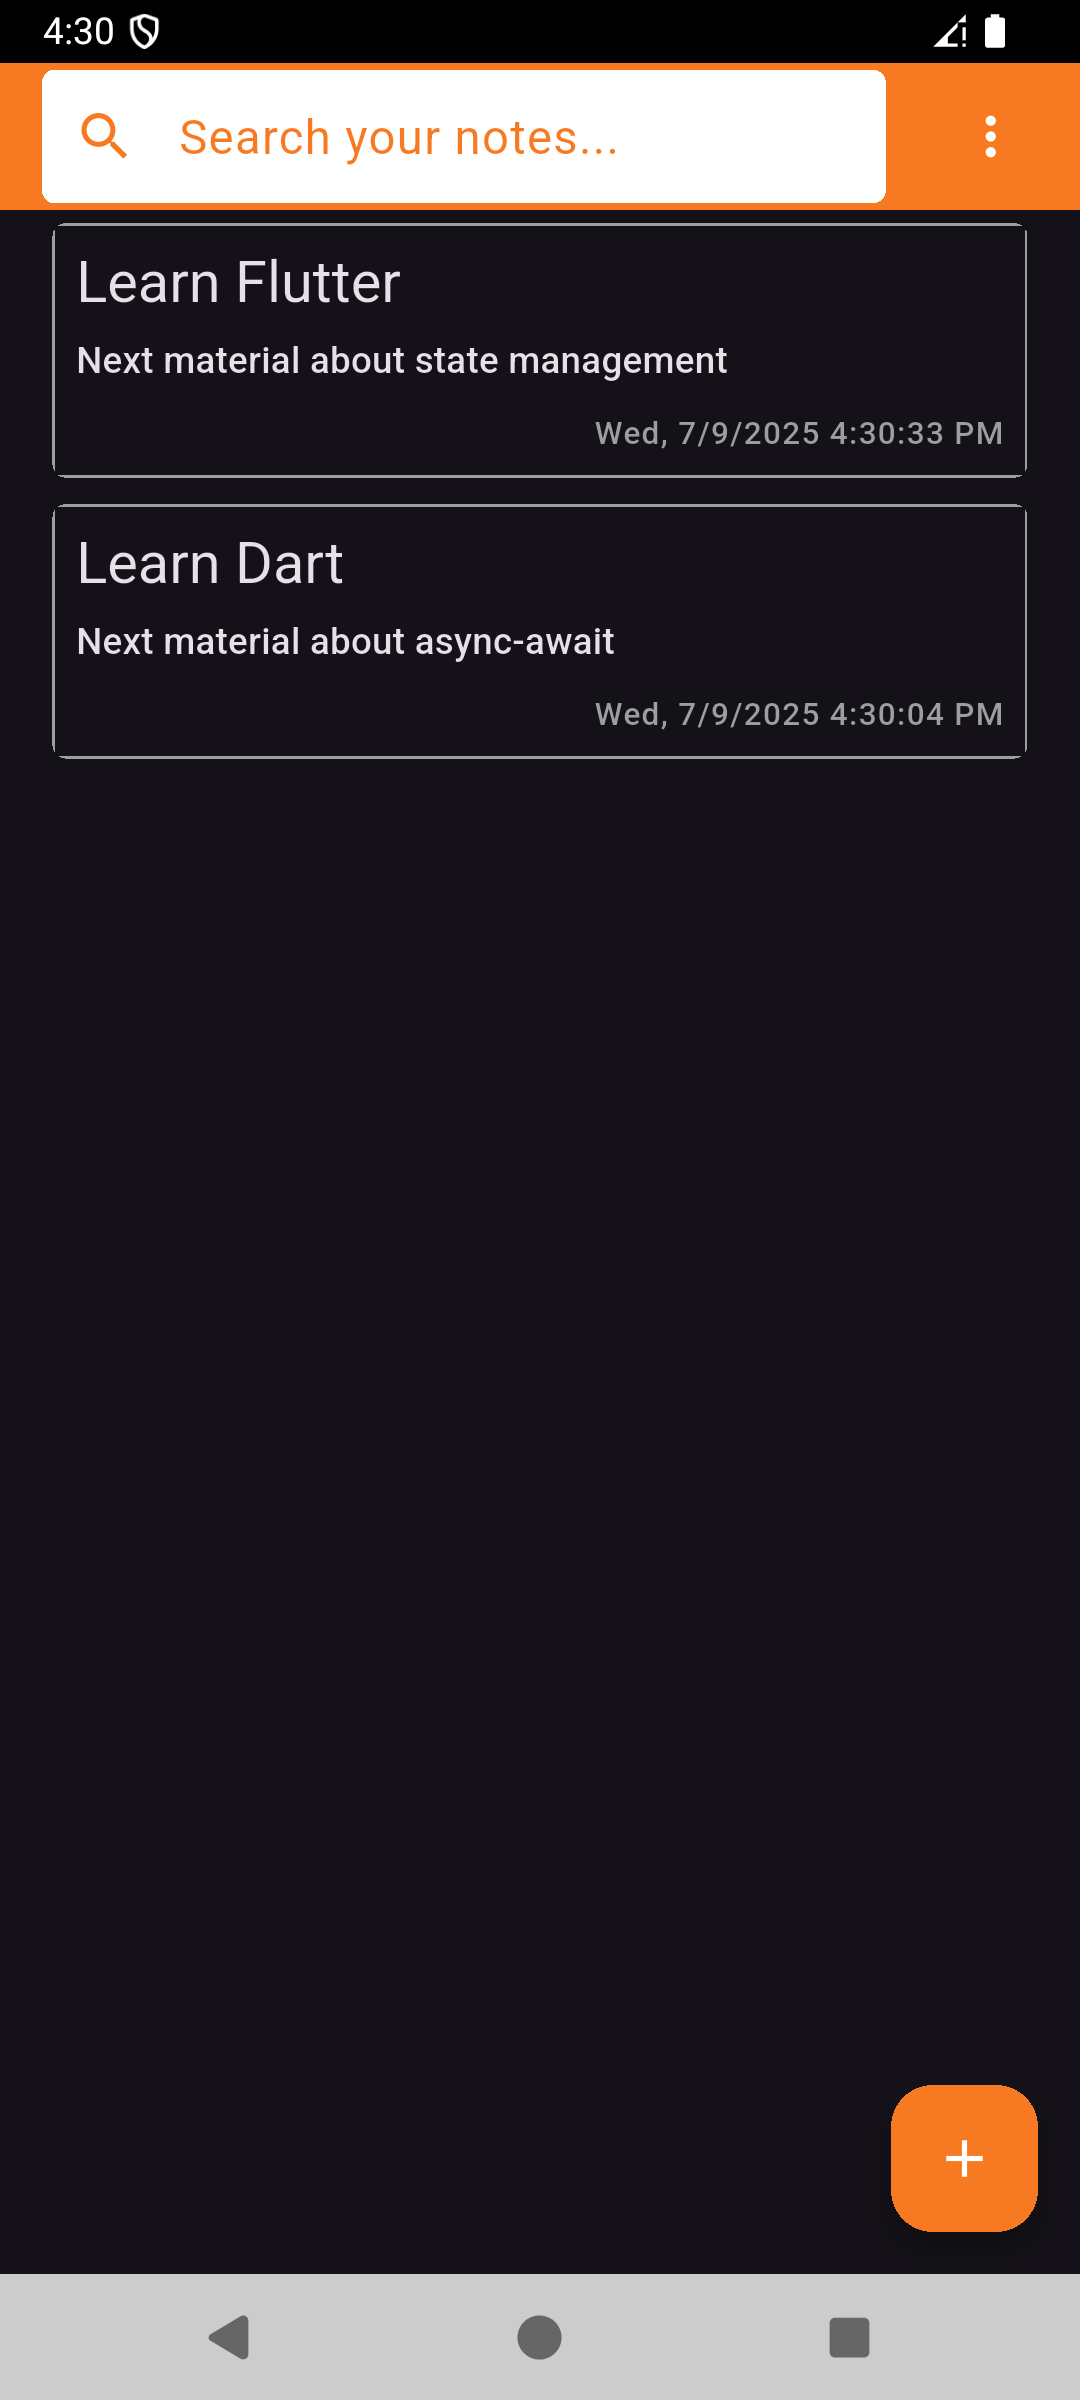 4:30
Search your notes...
Learn Flutter
Next material about state management
Wed, 7/9/2025 4:30:33 PM
Learn Dart
Next material about async-await
Wed, 7/9/2025 4:30:04 PM